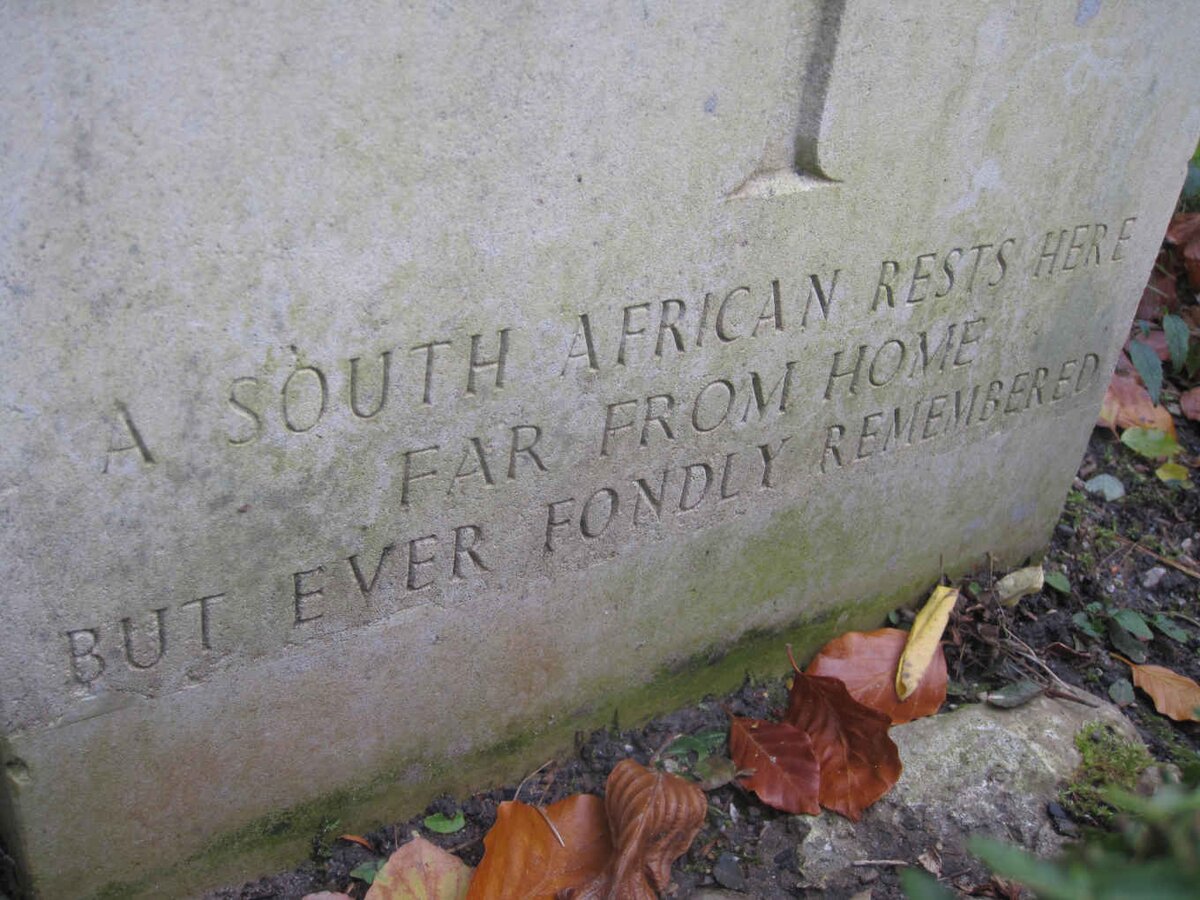 A SOUTH AFRICAN RESTS HERE
FAR FROM HOME
BUT EVER FONDLY REMEMBERED